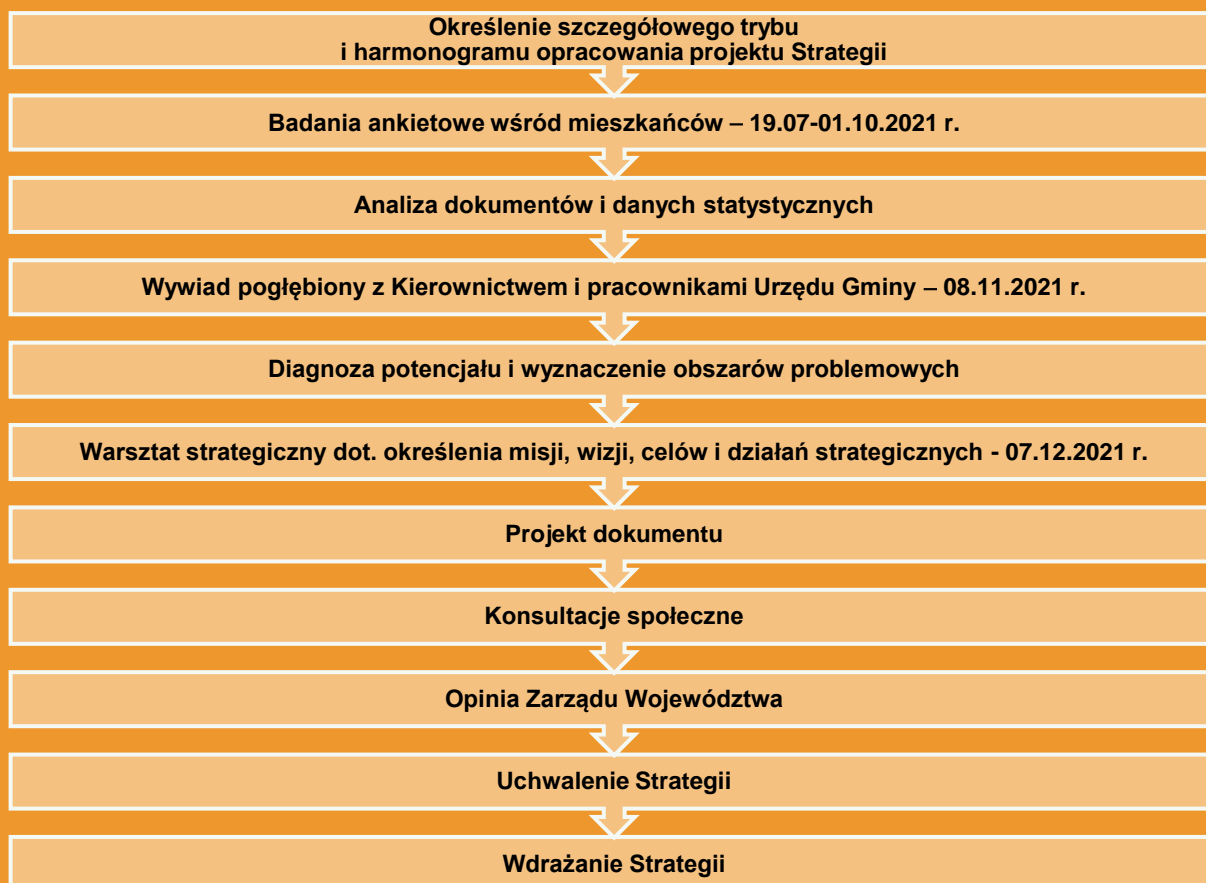 Określenie szczegółowego trybu
i harmonogramu opracowania projektu Strategii
Badania ankietowe wśród mieszkańców – 19.07-01.10.2021 r.
Analiza dokumentów i danych statystycznych
Wywiad pogłębiony z Kierownictwem i pracownikami Urzędu Gminy – 08.11.2021 r.
Diagnoza potencjału i wyznaczenie obszarów problemowych
Warsztat strategiczny dot. określenia misji, wizji, celów i działań strategicznych - 07.12.2021 r.
Projekt dokumentu
Konsultacje społeczne
Opinia Zarządu Województwa
Uchwalenie Strategii
Wdrażanie Strategii